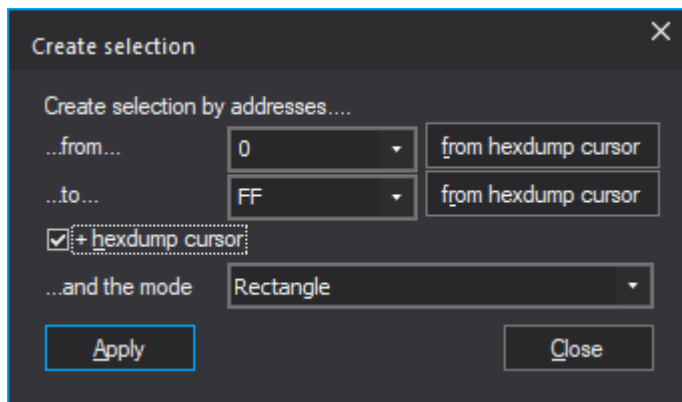 Create selection
Create selection by addresses....
...from... 0 from hexdump cursor
...to... FF from hexdump cursor
+ hexdump cursor
...and the mode Rectangle
Apply Close